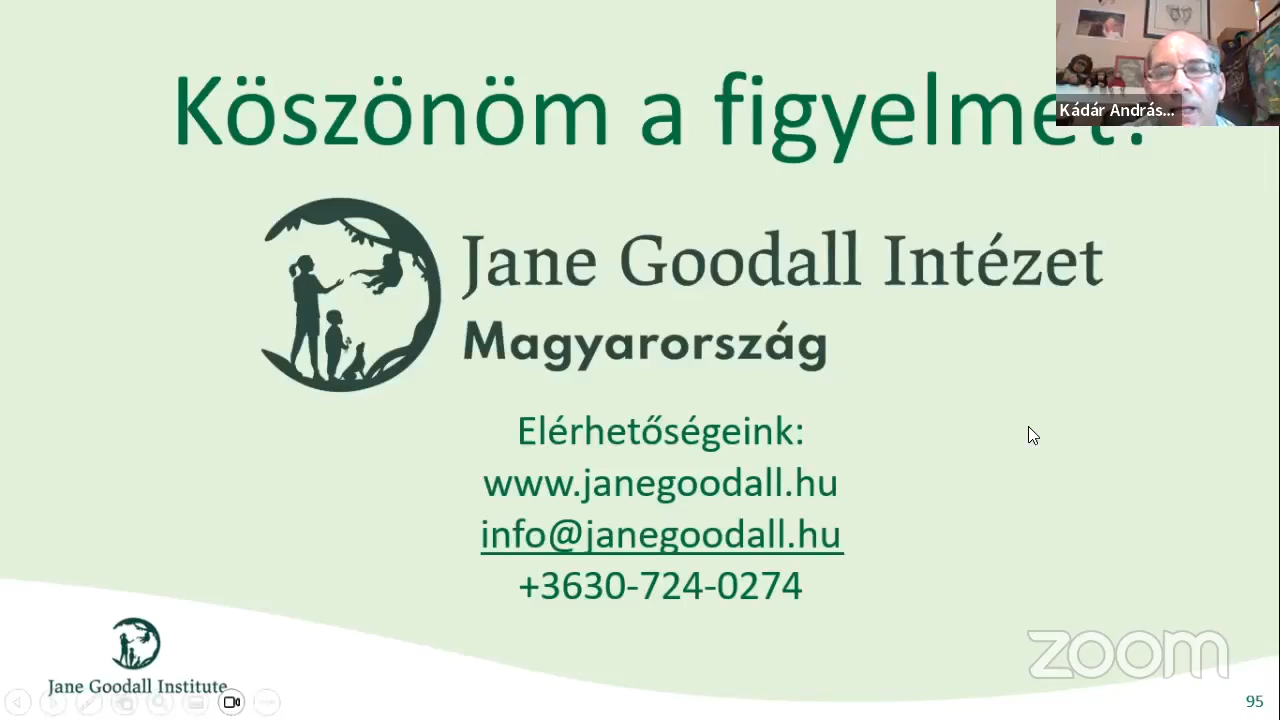 Köszönöm a figyelmet!
Kádár András...
Jane Goodall Intézet
Magyarország
Elérhetőségeink:
www.janegoodall.hu
info@janegoodall.hu
+3630-724-0274
zoom
Jane Goodall Institute
95